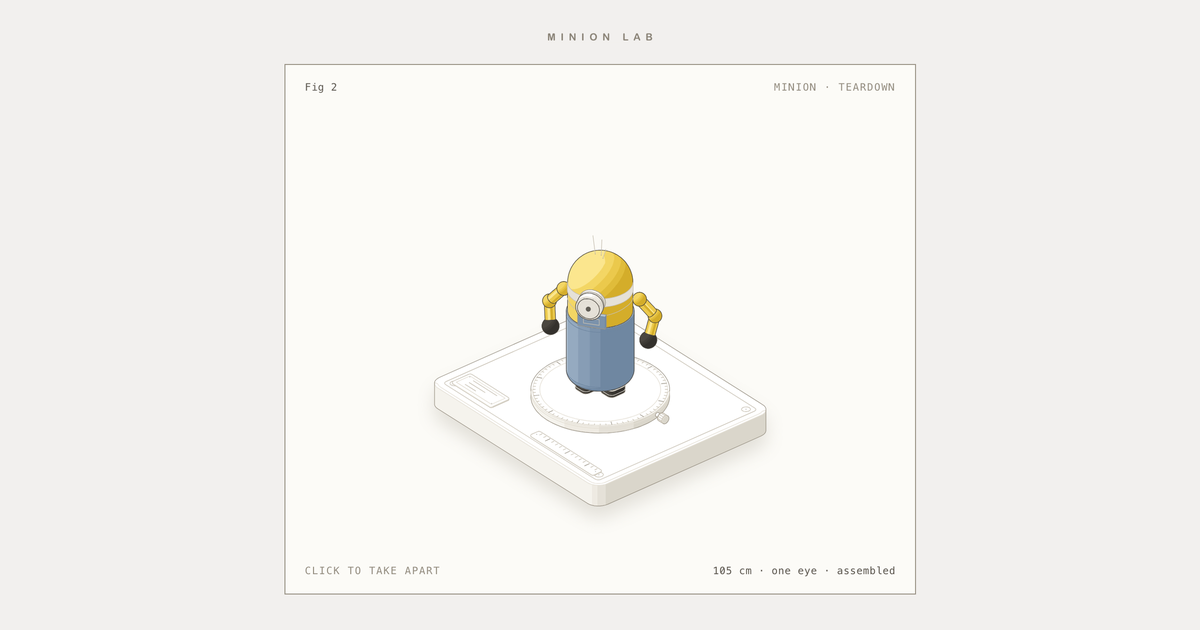 MINION LAB
Fig 2
MINION · TEARDOWN
CLICK TO TAKE APART
105 cm · one eye · assembled